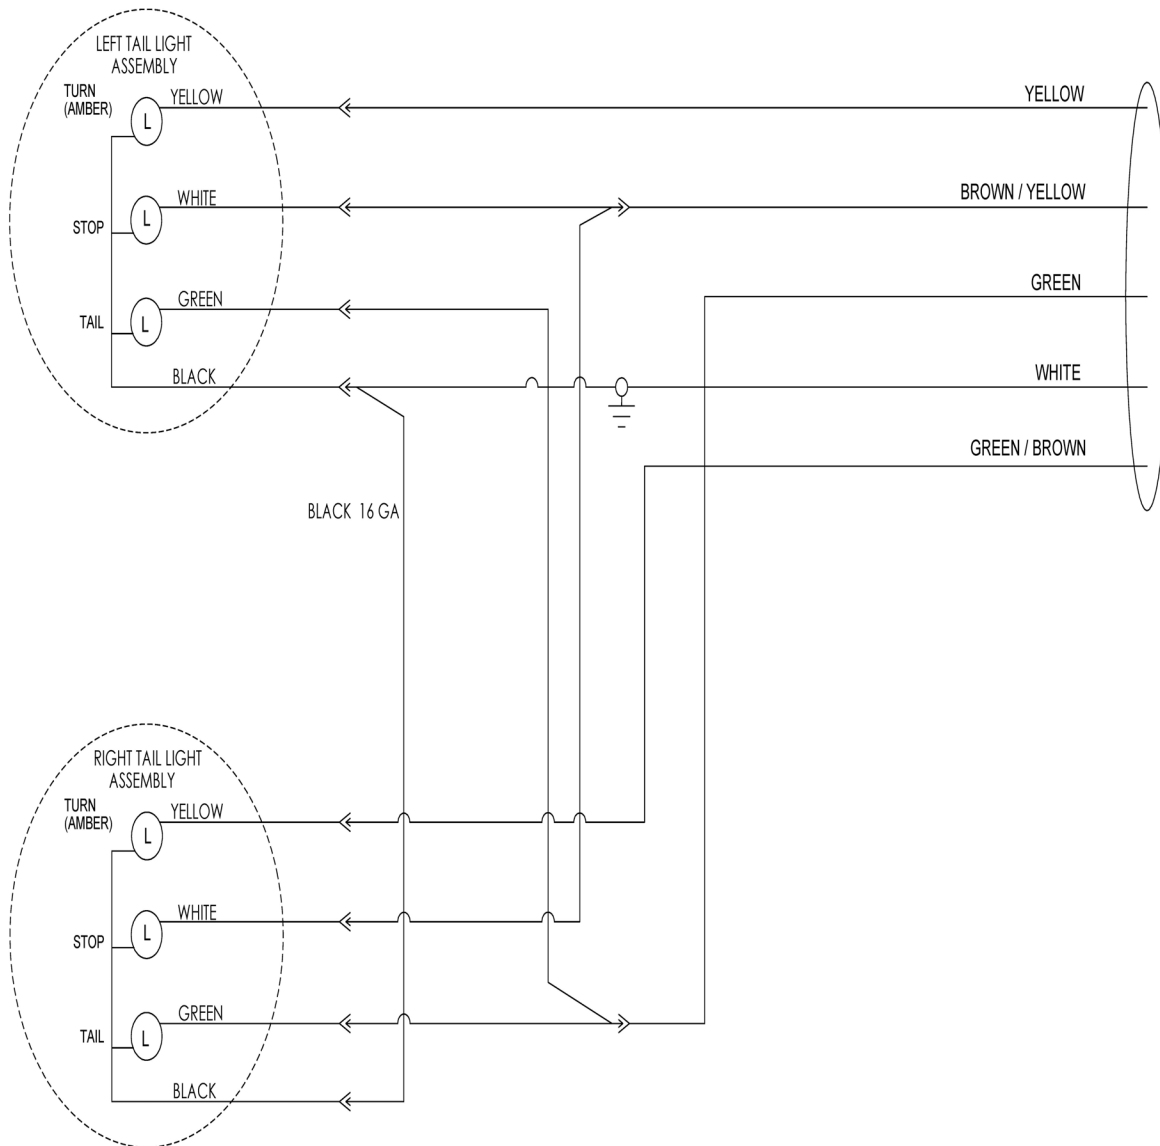 LEFT TAIL LIGHT
ASSEMBLY
TURN
(AMBER)
L
YELLOW
YELLOW
STOP
L
WHITE
BROWN / YELLOW
TAIL
L
GREEN
GREEN
BLACK
WHITE
GREEN / BROWN
BLACK 16 GA
RIGHT TAIL LIGHT
ASSEMBLY
TURN
(AMBER)
L
YELLOW
STOP
L
WHITE
TAIL
L
GREEN
BLACK